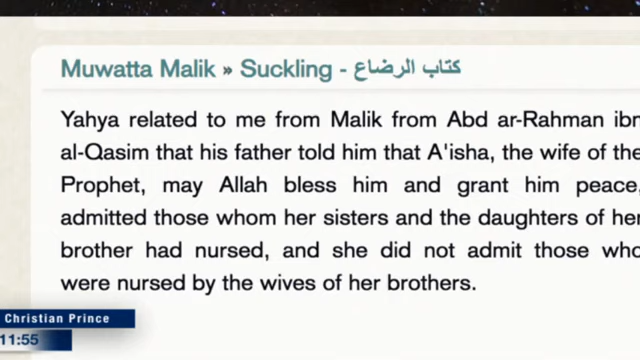 Muwatta Malik » Suckling - كتاب الرضاع
Yahya related to me from Malik from Abd ar-Rahman ibn
al-Qasim that his father told him that A'isha, the wife of the
Prophet, may Allah bless him and grant him peace,
admitted those whom her sisters and the daughters of her
brother had nursed, and she did not admit those who
were nursed by the wives of her brothers.
Christian Prince
11:55